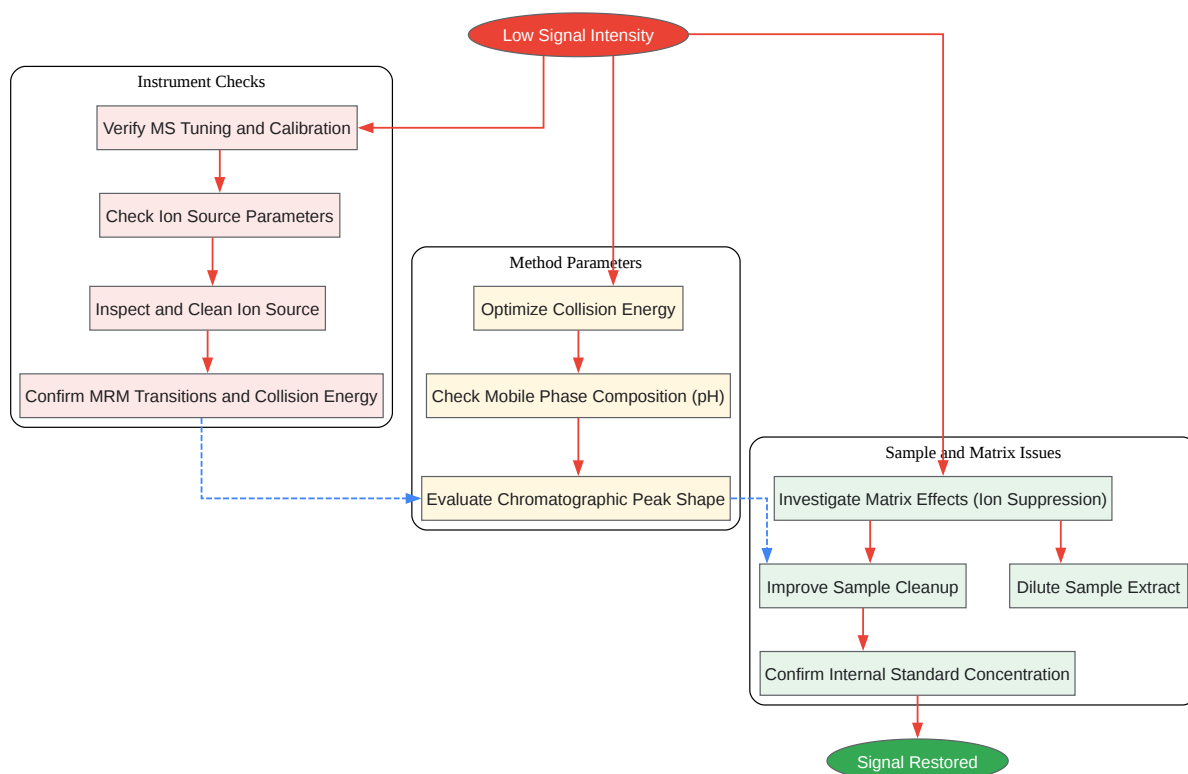 Low Signal Intensity
Instrument Checks
Verify MS Tuning and Calibration
Check Ion Source Parameters
Inspect and Clean Ion Source
Confirm MRM Transitions and Collision Energy
Method Parameters
Optimize Collision Energy
Check Mobile Phase Composition (pH)
Evaluate Chromatographic Peak Shape
Sample and Matrix Issues
Investigate Matrix Effects (Ion Suppression)
Improve Sample Cleanup
Dilute Sample Extract
Confirm Internal Standard Concentration
Signal Restored